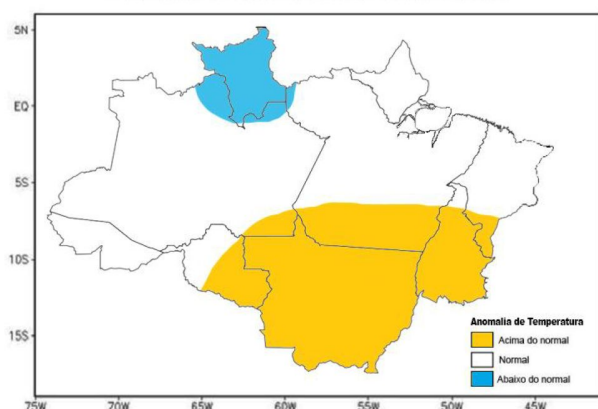 5N
EQ
5S
10S
15S
75W
70W
65W
60W
55W
50W
45W
Anomalia de Temperatura
Acima do normal
Normal
Abaixo do normal